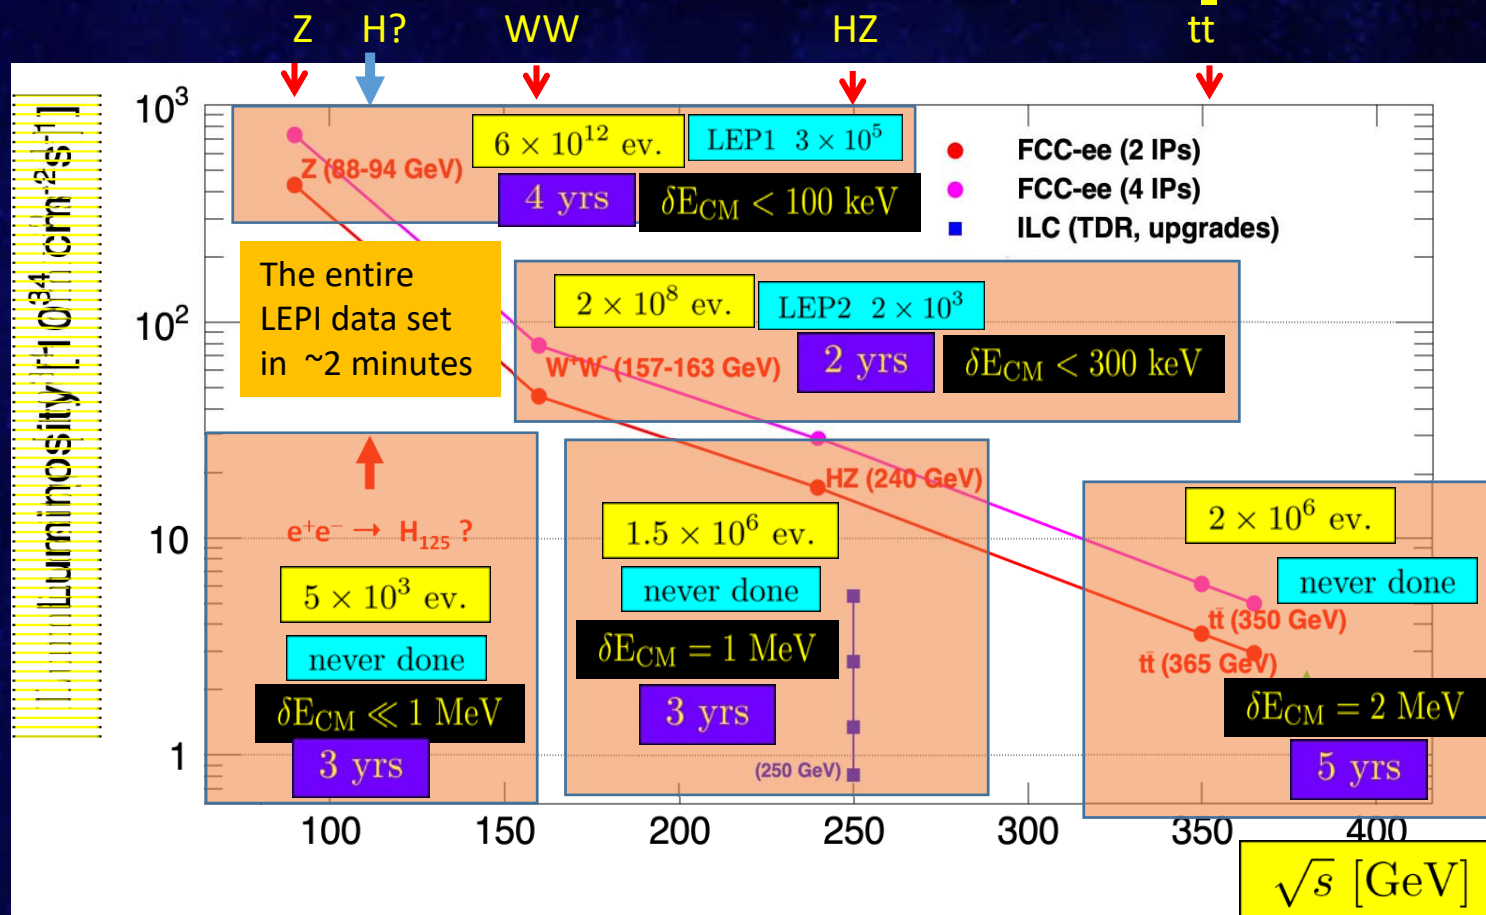 Z H? WW HZ tt̅
Luminosity [10³⁴ cm⁻²s⁻¹]
10³
10²
10
1
6 × 10¹² ev.
LEP1 3 × 10⁵
Z (88-94 GeV)
4 yrs
δE_CM < 100 keV
FCC-ee (2 IPs)
FCC-ee (4 IPs)
ILC (TDR, upgrades)
The entire
LEPI data set
in ~2 minutes
2 × 10⁸ ev.
LEP2 2 × 10³
W⁺W⁻ (157-163 GeV)
2 yrs
δE_CM < 300 keV
e⁺e⁻ → H₁₂₅ ?
5 × 10³ ev.
never done
δE_CM ≪ 1 MeV
3 yrs
HZ (240 GeV)
1.5 × 10⁶ ev.
never done
δE_CM = 1 MeV
3 yrs
(250 GeV)
2 × 10⁶ ev.
never done
tt̅ (350 GeV)
tt̅ (365 GeV)
δE_CM = 2 MeV
5 yrs
100 150 200 250 300 350 400
√s [GeV]